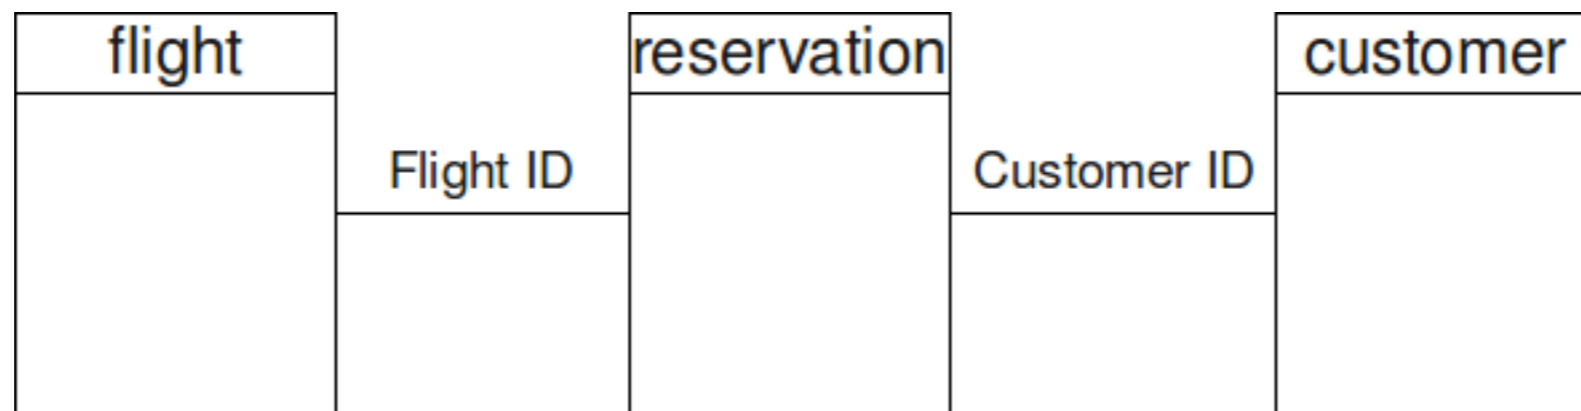 flight
reservation
customer
Flight ID
Customer ID